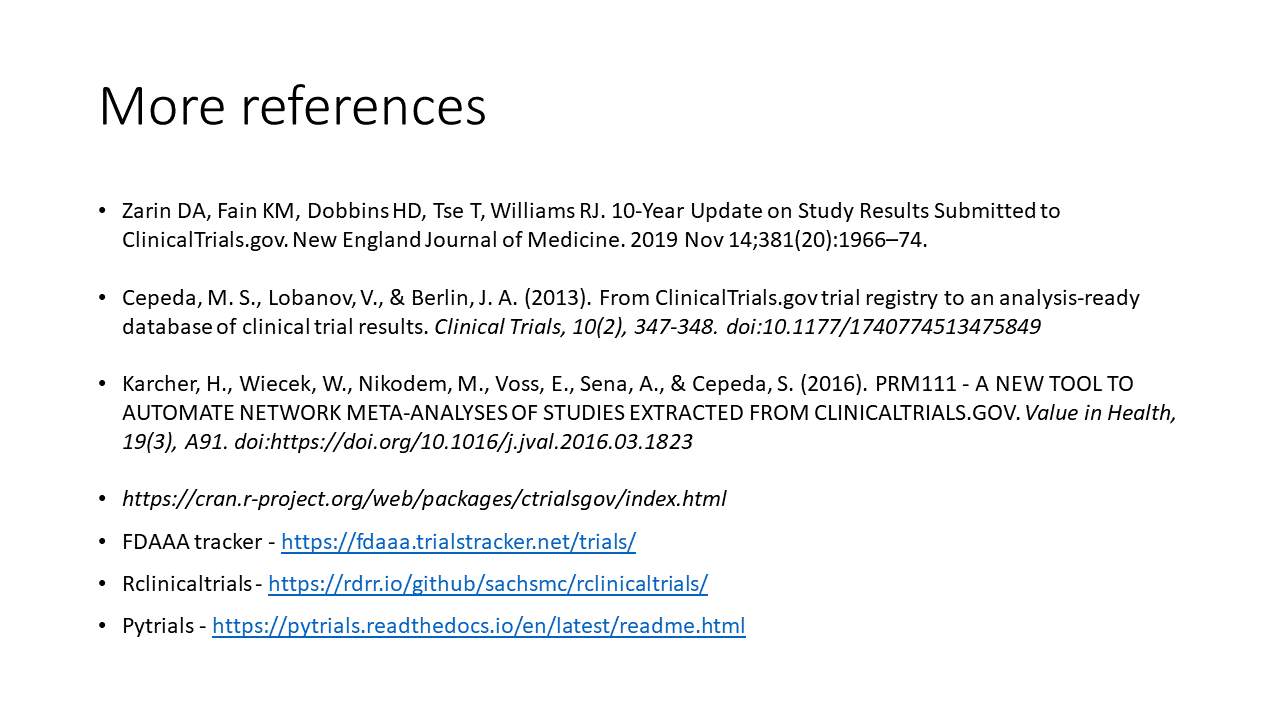 More references
• Zarin DA, Fain KM, Dobbins HD, Tse T, Williams RJ. 10-Year Update on Study Results Submitted to
ClinicalTrials.gov. New England Journal of Medicine. 2019 Nov 14;381(20):1966–74.
• Cepeda, M. S., Lobanov, V., & Berlin, J. A. (2013). From ClinicalTrials.gov trial registry to an analysis-ready
database of clinical trial results. Clinical Trials, 10(2), 347-348. doi:10.1177/1740774513475849
• Karcher, H., Wiecek, W., Nikodem, M., Voss, E., Sena, A., & Cepeda, S. (2016). PRM111 - A NEW TOOL TO
AUTOMATE NETWORK META-ANALYSES OF STUDIES EXTRACTED FROM CLINICALTRIALS.GOV. Value in Health,
19(3), A91. doi:https://doi.org/10.1016/j.jval.2016.03.1823
• https://cran.r-project.org/web/packages/ctrialsgov/index.html
• FDAAA tracker - https://fdaaa.trialstracker.net/trials/
• Rclinicaltrials - https://rdrr.io/github/sachsmc/rclinicaltrials/
• Pytrials - https://pytrials.readthedocs.io/en/latest/readme.html